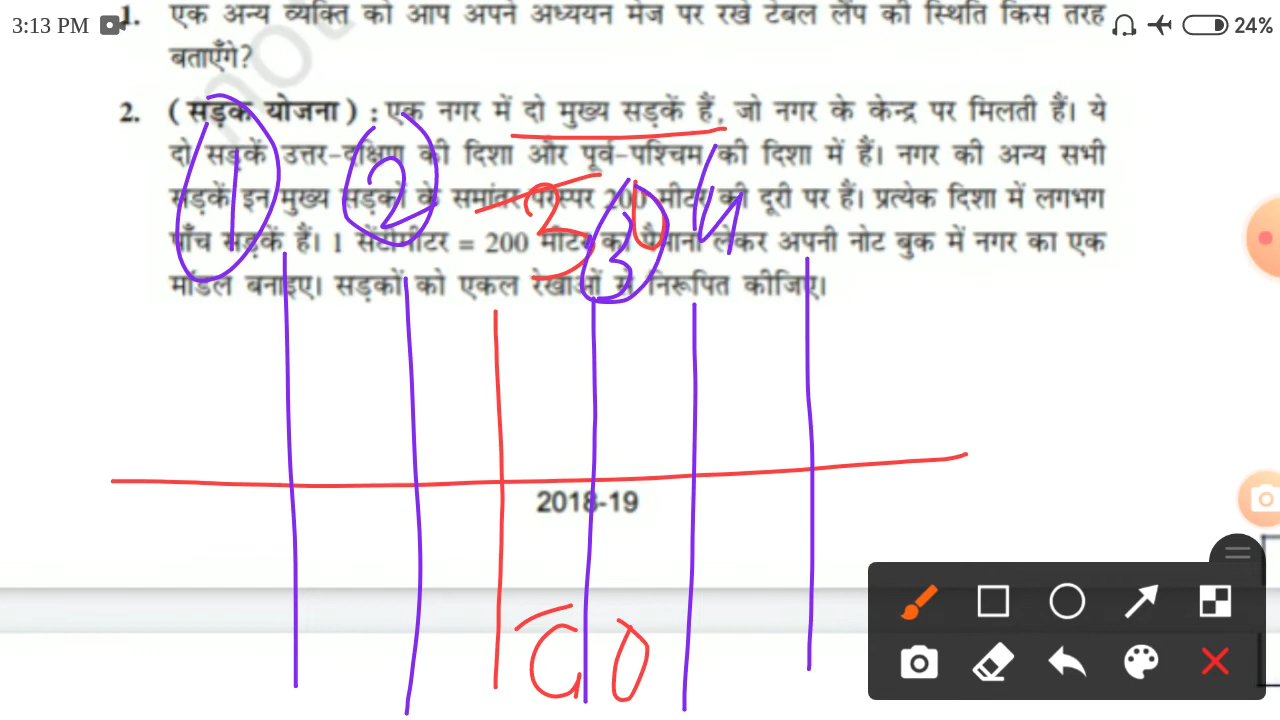 3:13 PM 24%
1. एक अन्य व्यक्ति को आप अपने अध्ययन मेज पर रखे टेबल लैंप की स्थिति किस तरह
बताएँगे?
2. (सड़क योजना) : एक नगर में दो मुख्य सड़कें हैं, जो नगर के केन्द्र पर मिलती हैं। ये
दो सड़कें उत्तर-दक्षिण की दिशा और पूर्व-पश्चिम की दिशा में हैं। नगर की अन्य सभी
सड़कें इन मुख्य सड़कों के समांतर परस्पर 200 मीटर की दूरी पर हैं। प्रत्येक दिशा में लगभग
पाँच सड़कें हैं। 1 सेंटीमीटर = 200 मीटर का पैमाना लेकर अपनी नोट बुक में नगर का एक
मॉडल बनाइए। सड़कों को एकल रेखाओं से निरूपित कीजिए।
1 2 3 4
2018-19